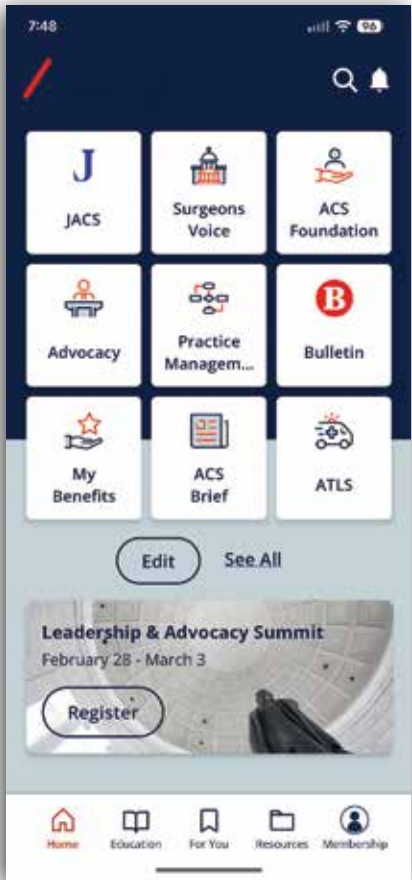 7:48
96
J
JACS
Surgeons
Voice
ACS
Foundation
Advocacy
Practice
Managem...
B
Bulletin
My
Benefits
ACS
Brief
ATLS
Edit
See All
Leadership & Advocacy Summit
February 28 - March 3
Register
Home
Education
For You
Resources
Membership